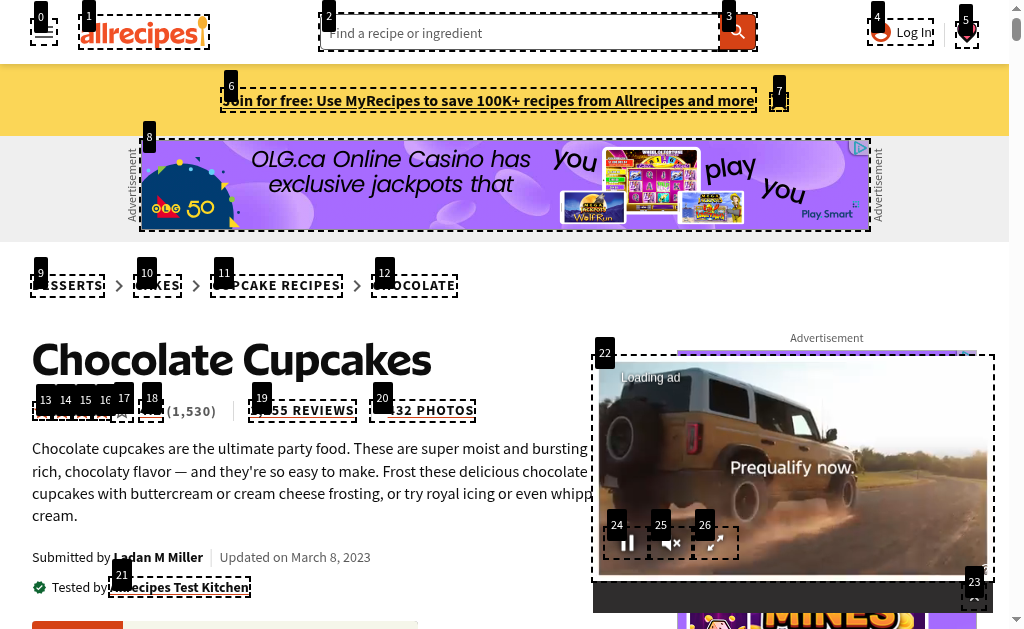 0
1
2
3
4
5
allrecipes
Find a recipe or ingredient
Log In
6
7
Join for free: Use MyRecipes to save 100K+ recipes from Allrecipes and more
8
Advertisement
OLG.ca Online Casino has
exclusive jackpots that
you
play
you
OLG 50
Play Smart
Advertisement
9
10
11
12
DESSERTS
CAKES
CUPCAKE RECIPES
CHOCOLATE
Chocolate Cupcakes
13
14
15
16
17
18
19
20
(1,530)
REVIEWS
PHOTOS
Chocolate cupcakes are the ultimate party food. These are super moist and bursting
rich, chocolaty flavor — and they're so easy to make. Frost these delicious chocolate
cupcakes with buttercream or cream cheese frosting, or try royal icing or even whipp
cream.
Submitted by Ladan M Miller
Updated on March 8, 2023
21
Tested by Allrecipes Test Kitchen
Advertisement
22
Loading ad
Prequalify now.
24
25
26
23
MINES